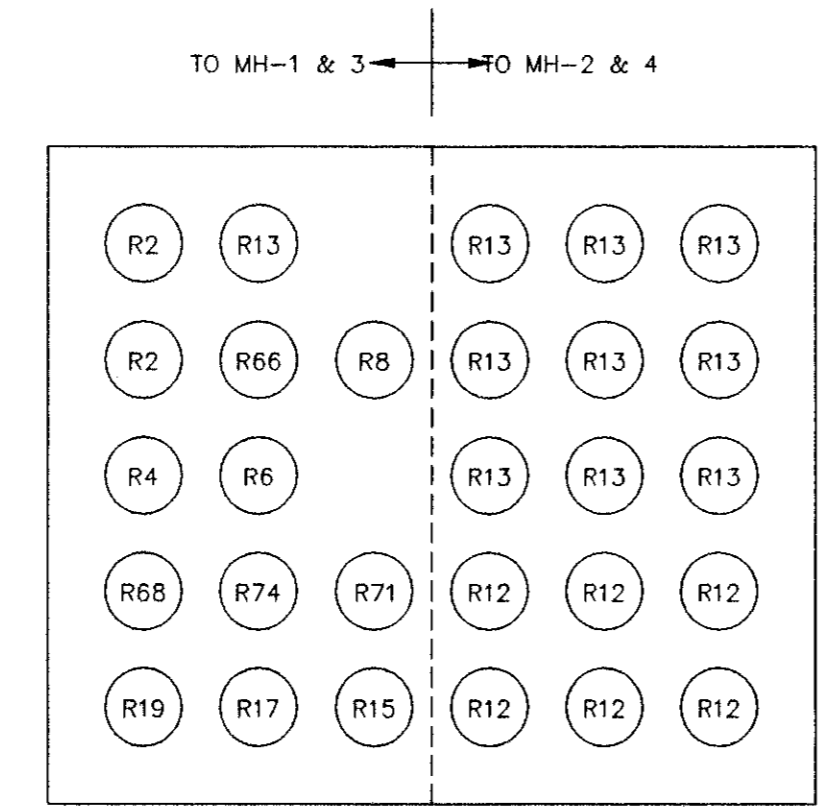 TO MH-1 & 3 TO MH-2 & 4
R2 R13 R13 R13 R13
R2 R66 R8 R13 R13 R13
R4 R6 R13 R13 R13
R68 R74 R71 R12 R12 R12
R19 R17 R15 R12 R12 R12